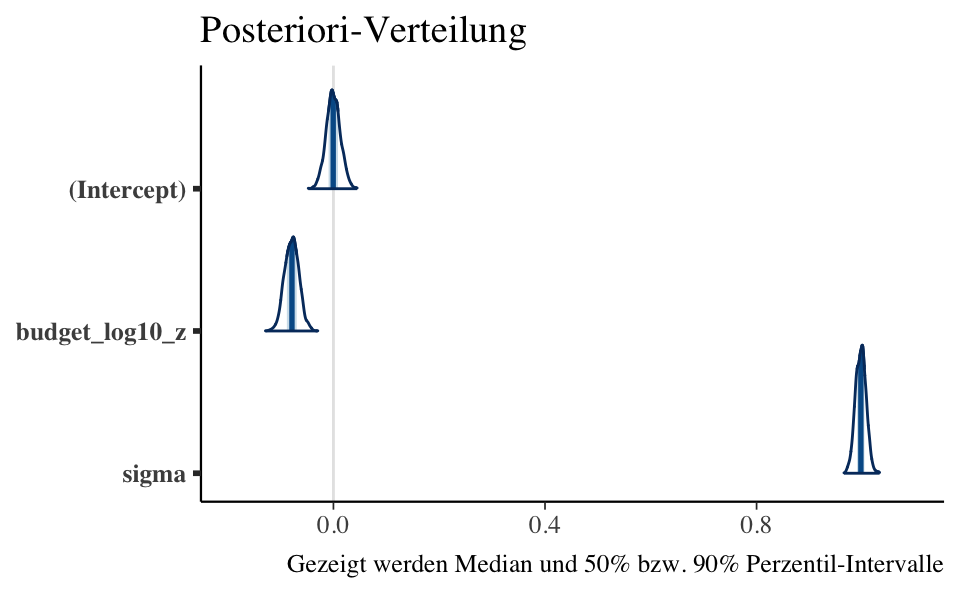 Posteriori-Verteilung
(Intercept)
budget_log10_z
sigma
0.0 0.4 0.8
Gezeigt werden Median und 50% bzw. 90% Perzentil-Intervalle